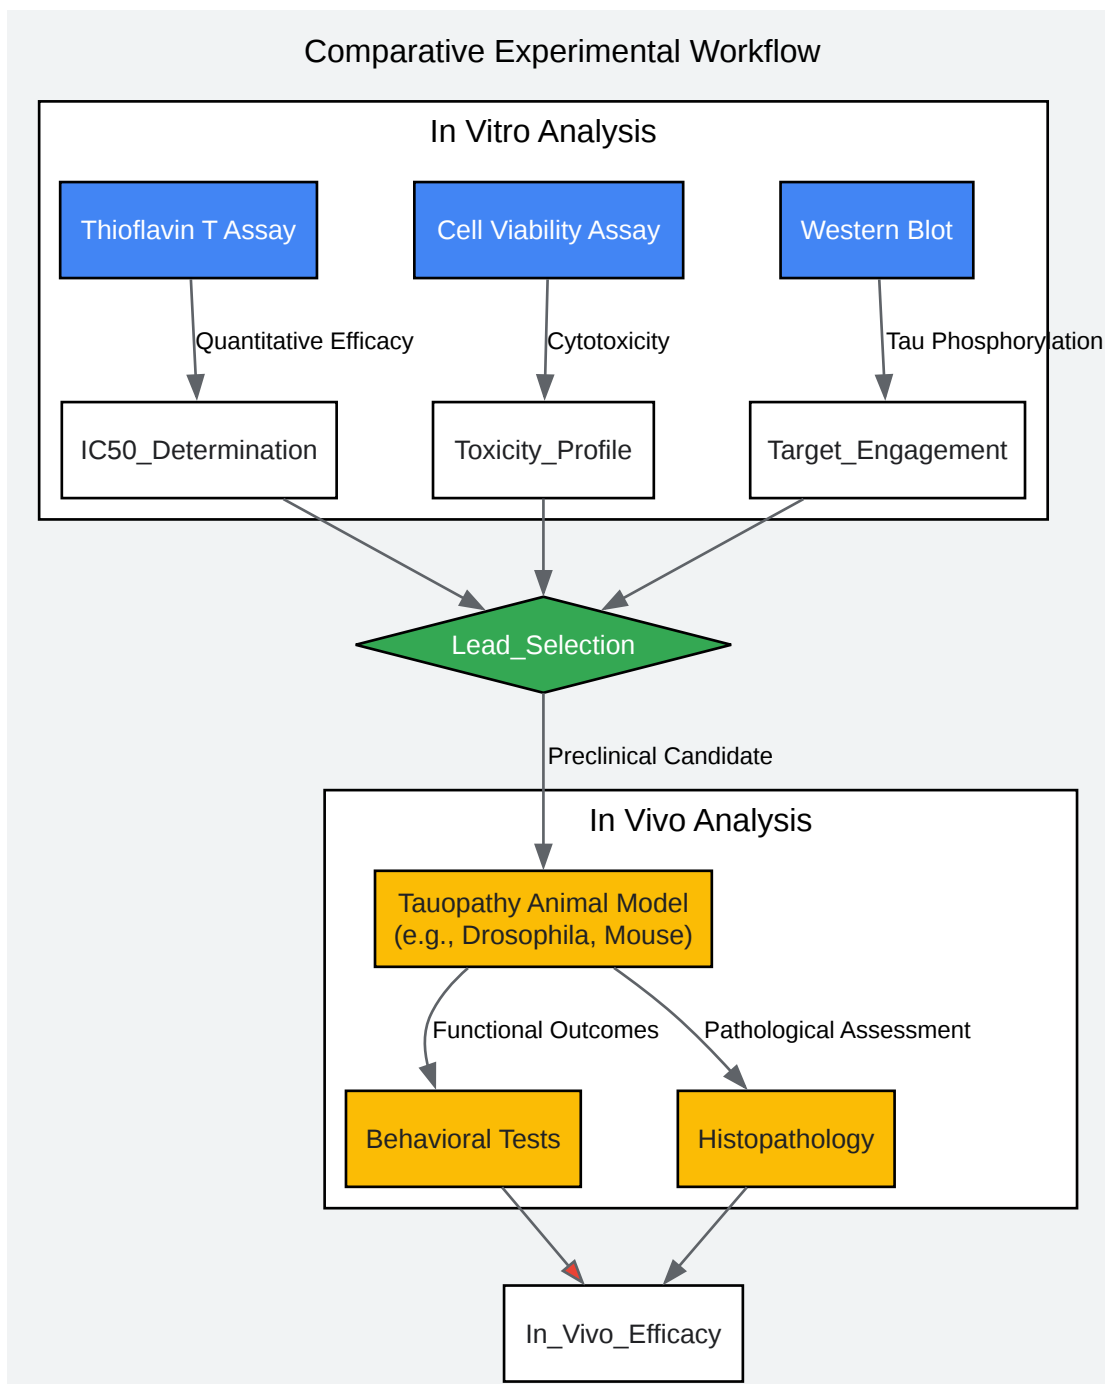 Comparative Experimental Workflow
In Vitro Analysis
Thioflavin T Assay
Cell Viability Assay
Western Blot
Quantitative Efficacy
Cytotoxicity
Tau Phosphorylation
IC50_Determination
Toxicity_Profile
Target_Engagement
Lead_Selection
Preclinical Candidate
In Vivo Analysis
Tauopathy Animal Model
(e.g., Drosophila, Mouse)
Functional Outcomes
Pathological Assessment
Behavioral Tests
Histopathology
In_Vivo_Efficacy